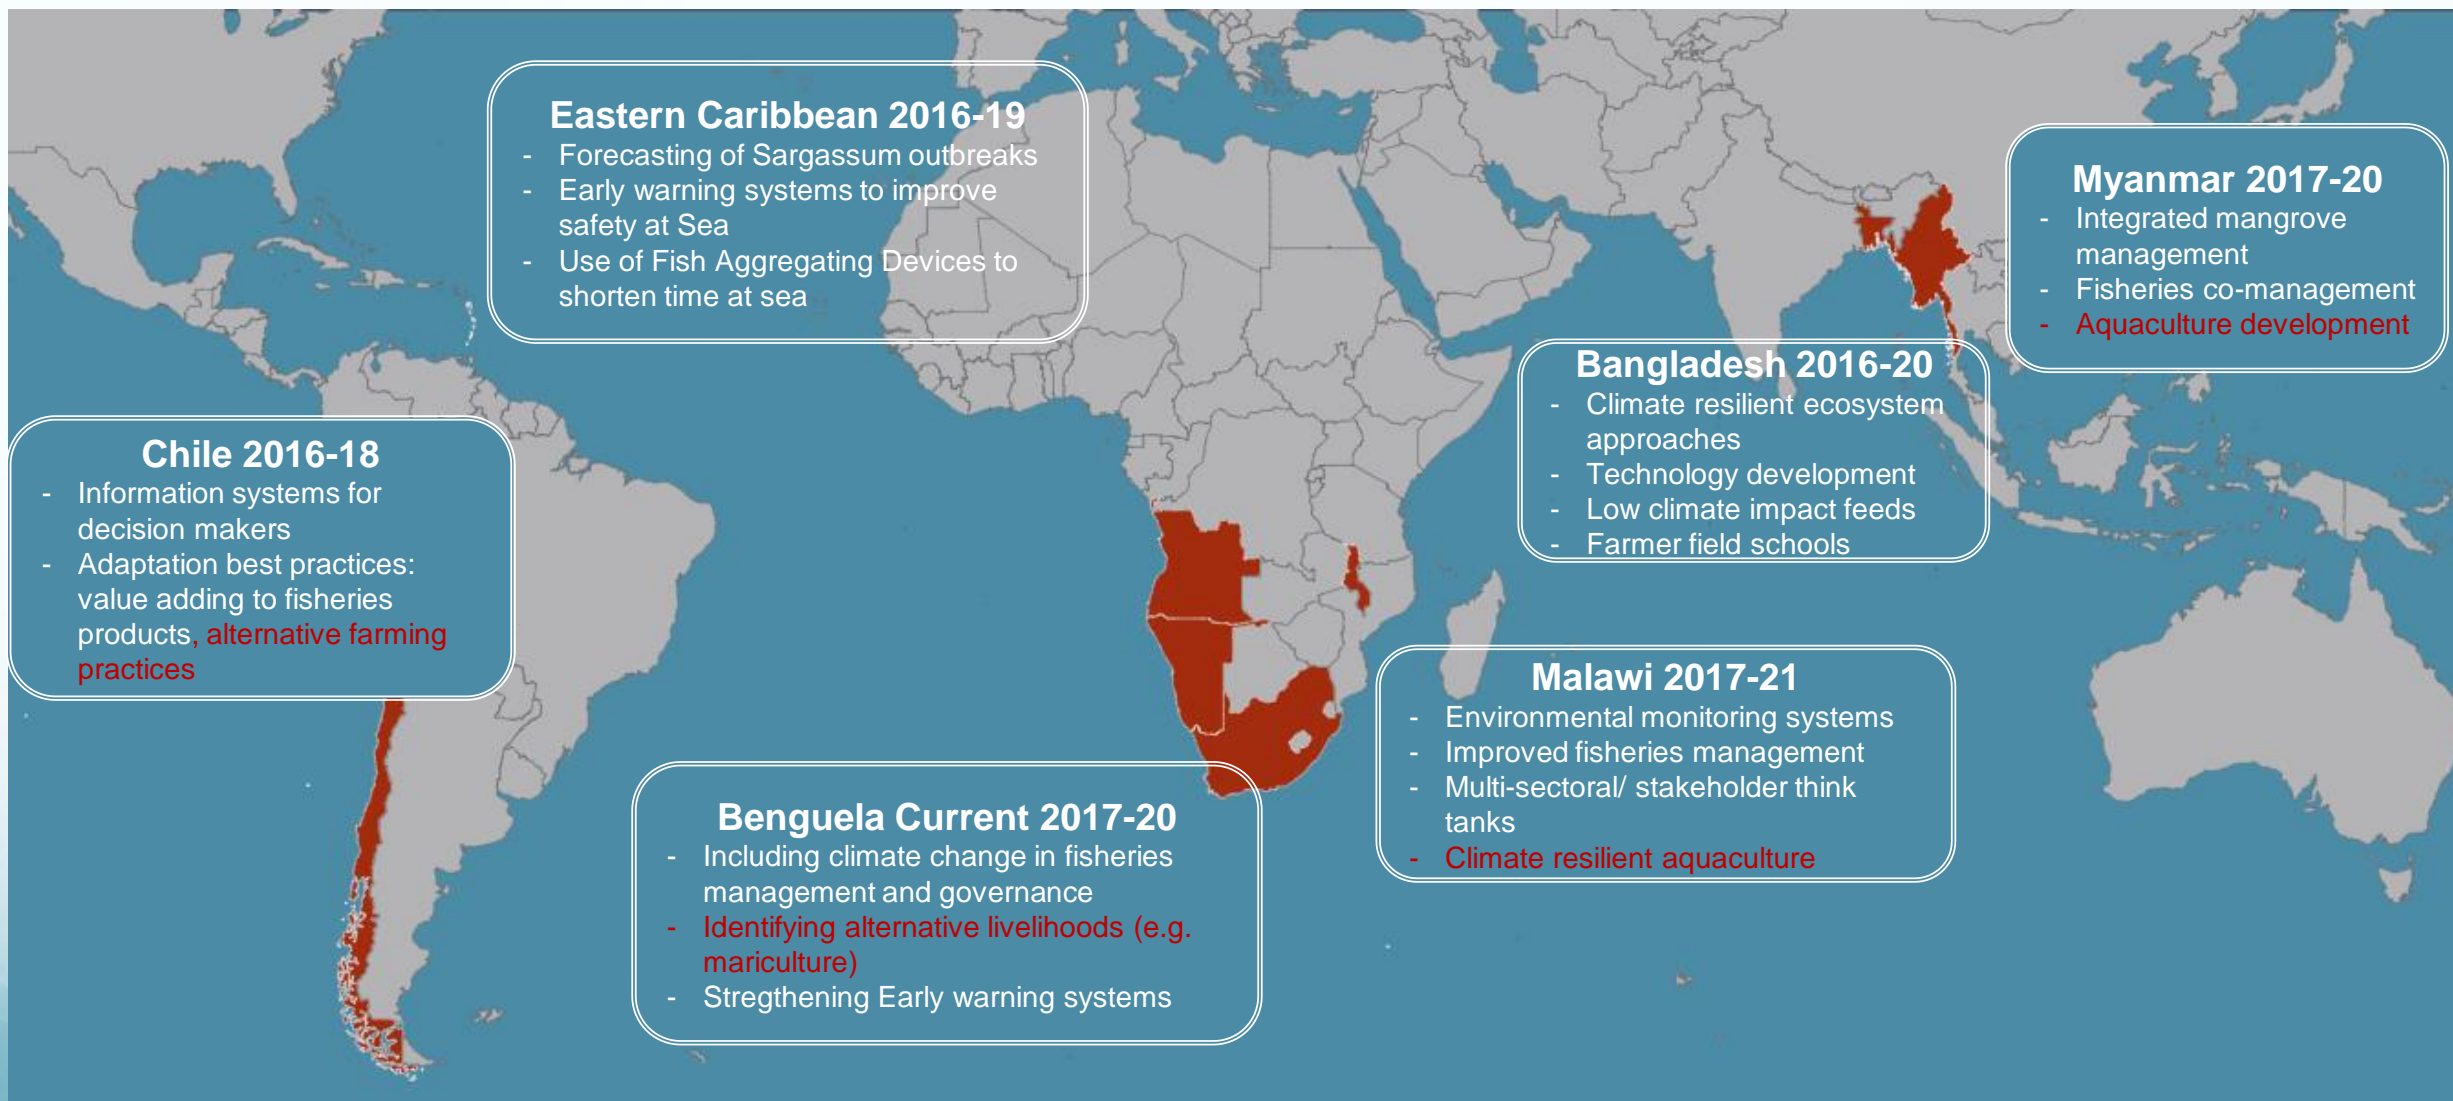 Eastern Caribbean 2016-19
- Forecasting of Sargassum outbreaks
- Early warning systems to improve
safety at Sea
- Use of Fish Aggregating Devices to
shorten time at sea
Myanmar 2017-20
- Integrated mangrove
management
- Fisheries co-management
- Aquaculture development
Bangladesh 2016-20
- Climate resilient ecosystem
approaches
- Technology development
- Low climate impact feeds
- Farmer field schools
Chile 2016-18
- Information systems for
decision makers
- Adaptation best practices:
value adding to fisheries
products, alternative farming
practices
Malawi 2017-21
- Environmental monitoring systems
- Improved fisheries management
- Multi-sectoral/ stakeholder think
tanks
- Climate resilient aquaculture
Benguela Current 2017-20
- Including climate change in fisheries
management and governance
- Identifying alternative livelihoods (e.g.
mariculture)
- Stregthening Early warning systems